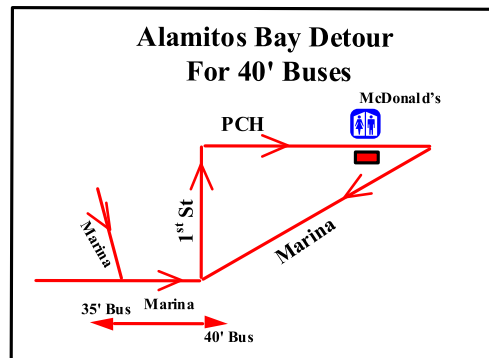 Alamitos Bay Detour
For 40' Buses
McDonald's
PCH
1st St
Marina
Marina
Marina
35' Bus
40' Bus